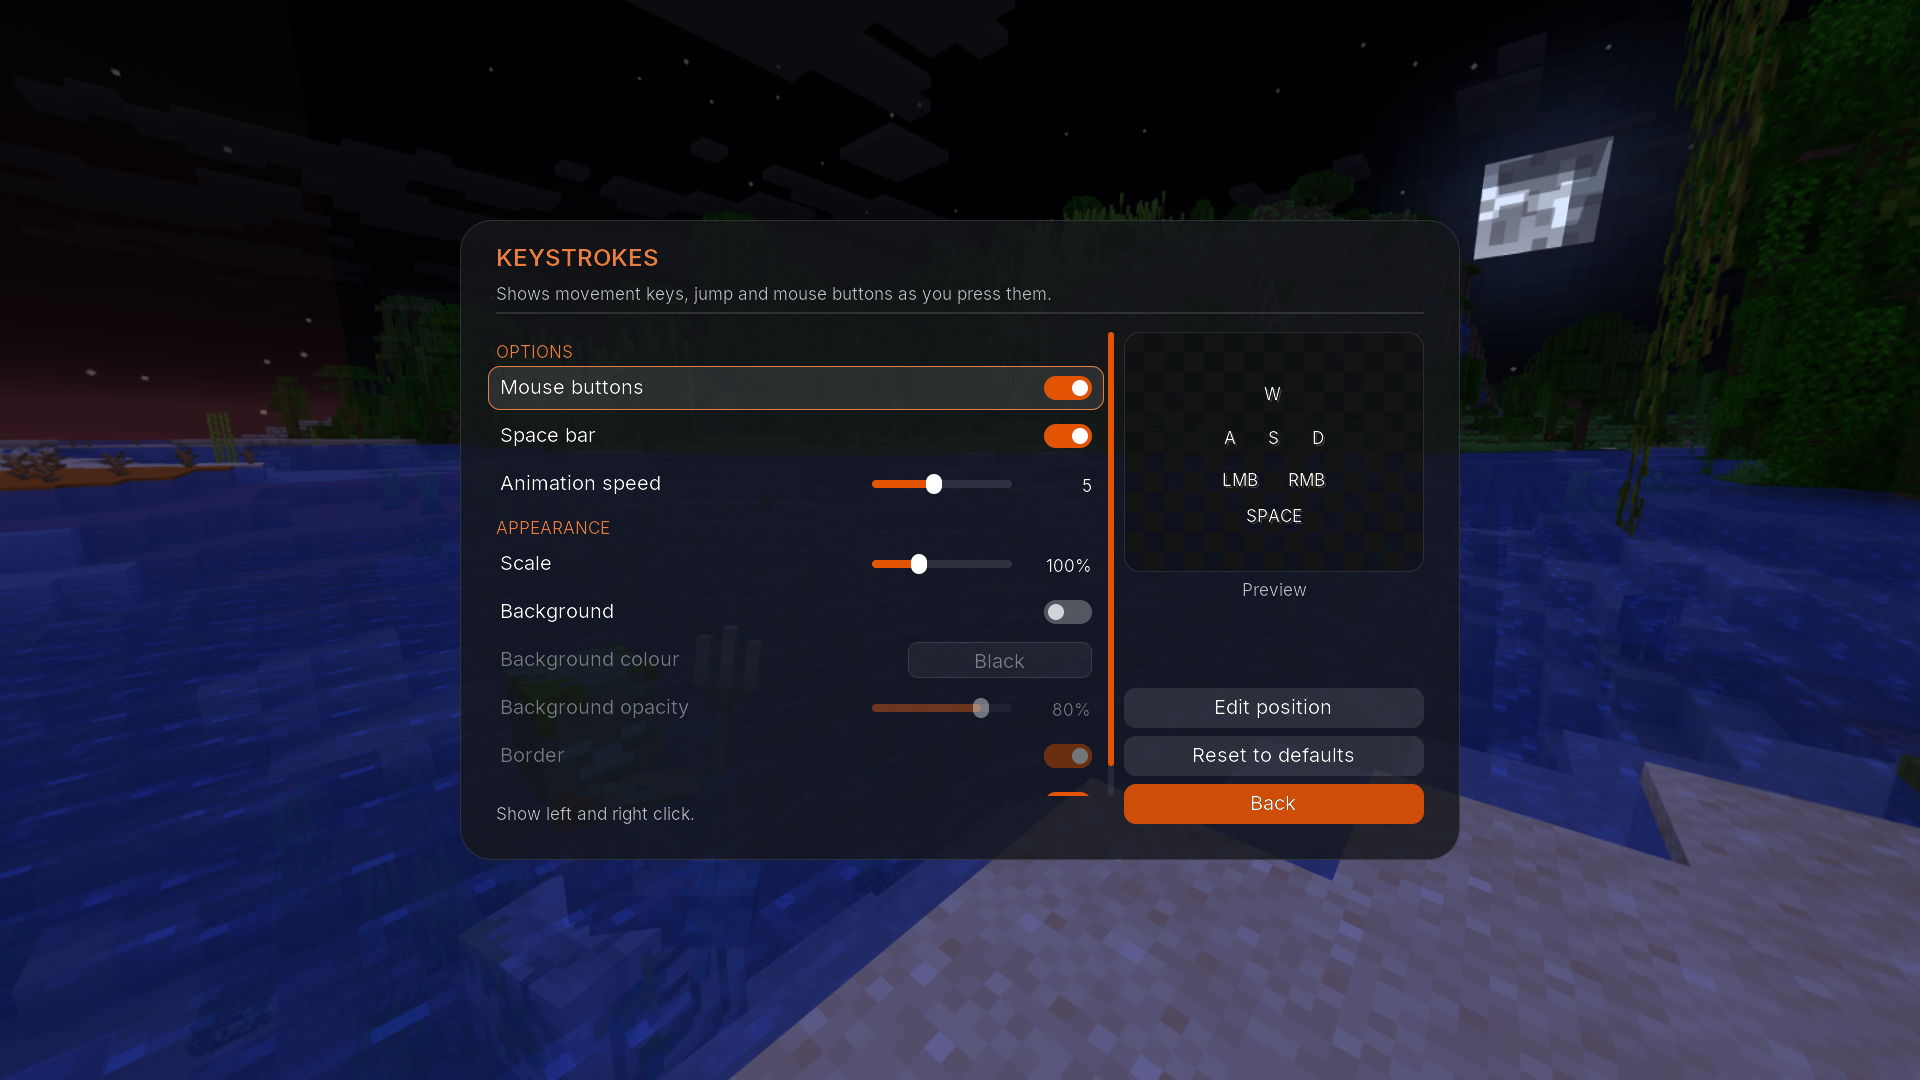 KEYSTROKES
Shows movement keys, jump and mouse buttons as you press them.
OPTIONS
Mouse buttons
Space bar
Animation speed 5
APPEARANCE
Scale 100%
Background
Background colour Black
Background opacity 80%
Border
Show left and right click.
W
A S D
LMB RMB
SPACE
Preview
Edit position
Reset to defaults
Back